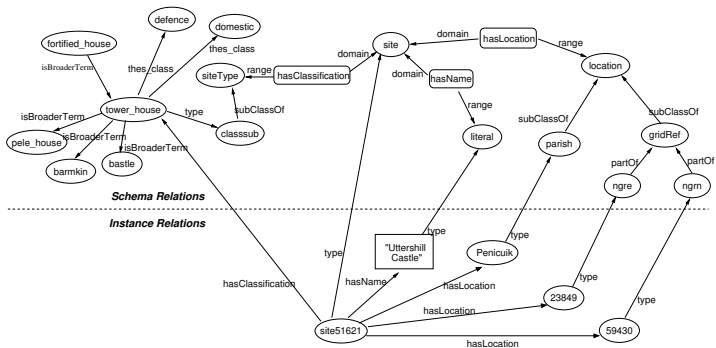 defence
domestic
fortified_house
thes_class
thes_class
isBroaderTerm
siteType
range
hasClassification
domain
site
domain
hasLocation
range
location
domain
hasName
range
subClassOf
tower_house
type
classsub
isBroaderTerm
isBroaderTerm
isBroaderTerm
pele_house
barmkin
bastle
literal
subClassOf
parish
subClassOf
gridRef
partOf
partOf
ngre
ngrn
Schema Relations
Instance Relations
type
type
"Uttershill
Castle"
type
Penicuik
type
type
hasClassification
hasName
hasLocation
hasLocation
hasLocation
23849
59430
site51621